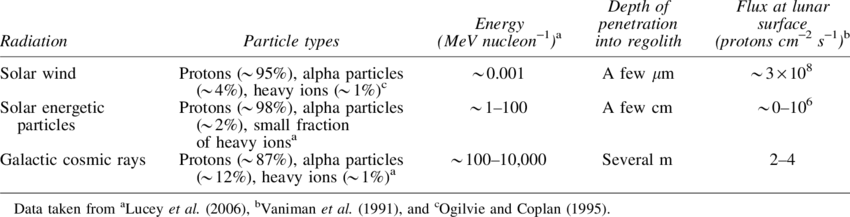 Depth of Flux at lunar
Energy penetration surface
Radiation Particle types (MeV nucleon⁻¹)ᵃ into regolith (protons cm⁻² s⁻¹)ᵇ
Solar wind Protons (∼95%), alpha particles ∼0.001 A few μm ∼3×10⁸
(∼4%), heavy ions (∼1%)ᶜ
Solar energetic Protons (∼98%), alpha particles ∼1–100 A few cm ∼0–10⁶
particles (∼2%), small fraction
of heavy ionsᵃ
Galactic cosmic rays Protons (∼87%), alpha particles ∼100–10,000 Several m 2–4
(∼12%), heavy ions (∼1%)ᵃ
Data taken from ᵃLucey et al. (2006), ᵇVaniman et al. (1991), and ᶜOgilvie and Coplan (1995).